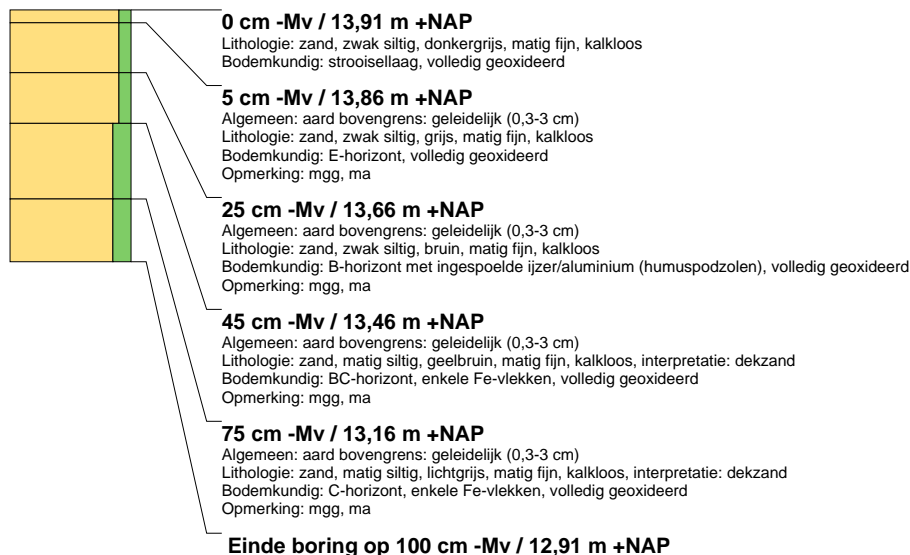 0 cm -Mv / 13,91 m +NAP
Lithologie: zand, zwak siltig, donkergrijs, matig fijn, kalkloos
Bodemkundig: strooisellaag, volledig geoxideerd
5 cm -Mv / 13,86 m +NAP
Algemeen: aard bovengrens: geleidelijk (0,3-3 cm)
Lithologie: zand, zwak siltig, grijs, matig fijn, kalkloos
Bodemkundig: E-horizont, volledig geoxideerd
Opmerking: mgg, ma
25 cm -Mv / 13,66 m +NAP
Algemeen: aard bovengrens: geleidelijk (0,3-3 cm)
Lithologie: zand, zwak siltig, bruin, matig fijn, kalkloos
Bodemkundig: B-horizont met ingespoelde ijzer/aluminium (humuspodzolen), volledig geoxideerd
Opmerking: mgg, ma
45 cm -Mv / 13,46 m +NAP
Algemeen: aard bovengrens: geleidelijk (0,3-3 cm)
Lithologie: zand, matig siltig, geelbruin, matig fijn, kalkloos, interpretatie: dekzand
Bodemkundig: BC-horizont, enkele Fe-vlekken, volledig geoxideerd
Opmerking: mgg, ma
75 cm -Mv / 13,16 m +NAP
Algemeen: aard bovengrens: geleidelijk (0,3-3 cm)
Lithologie: zand, matig siltig, lichtgrijs, matig fijn, kalkloos, interpretatie: dekzand
Bodemkundig: C-horizont, enkele Fe-vlekken, volledig geoxideerd
Opmerking: mgg, ma
Einde boring op 100 cm -Mv / 12,91 m +NAP